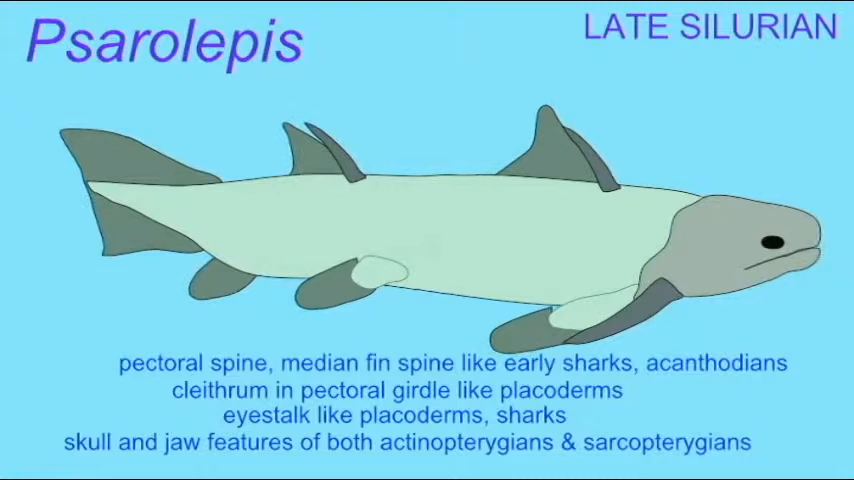 Psarolepis
LATE SILURIAN
pectoral spine, median fin spine like early sharks, acanthodians
cleithrum in pectoral girdle like placoderms
eyestalk like placoderms, sharks
skull and jaw features of both actinopterygians & sarcopterygians